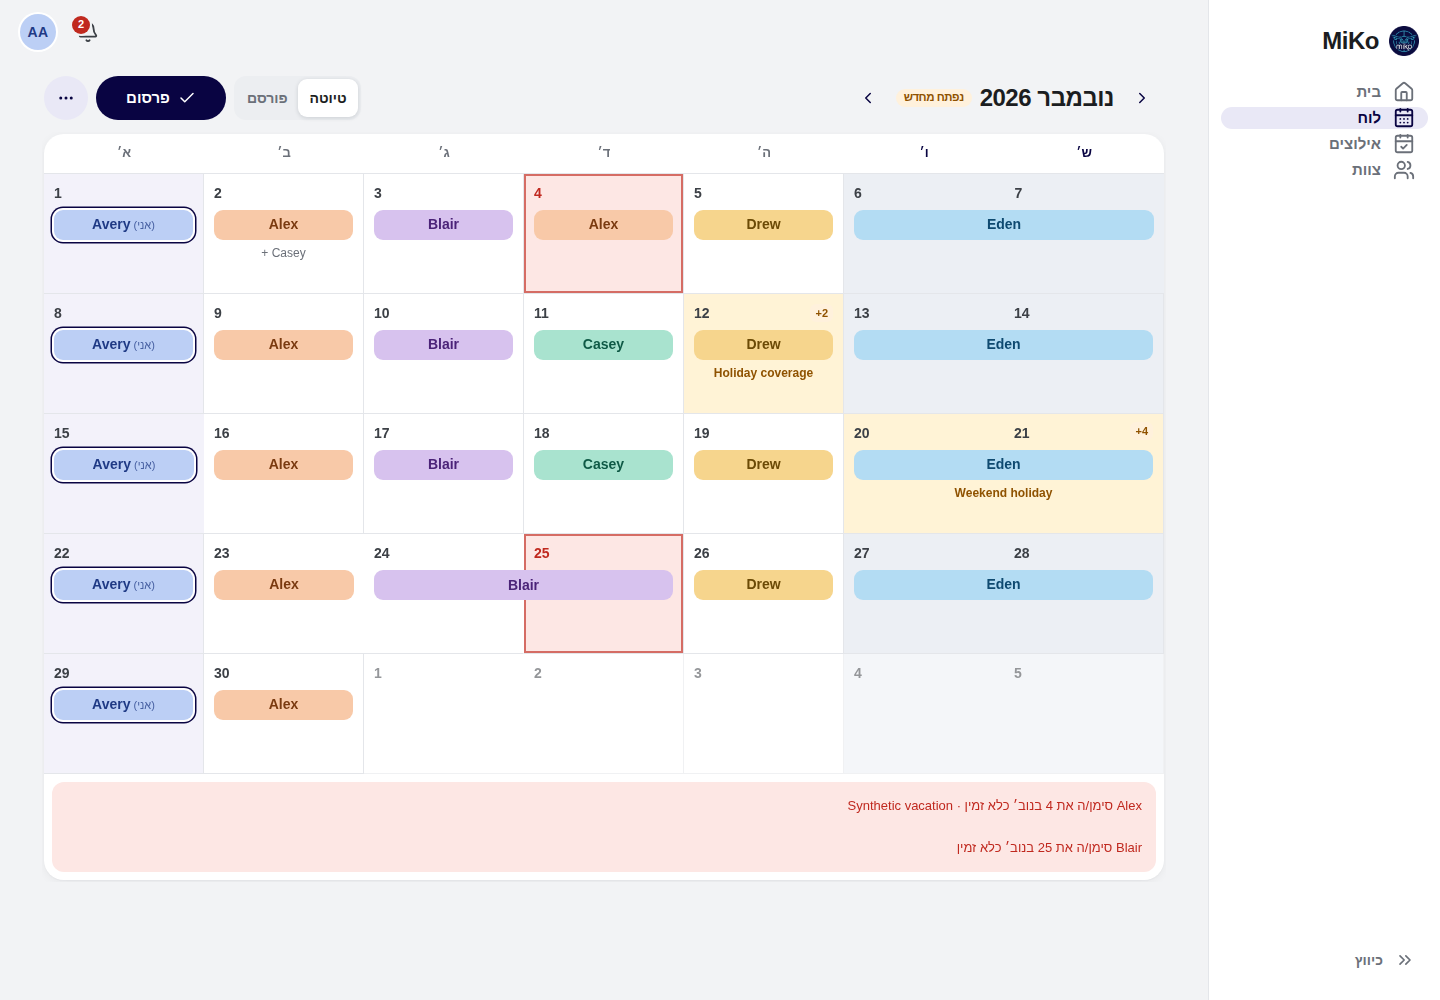 AA
2
MiKo
miko
בית
לוח
אילוצים
צוות
כיווץ
נובמבר 2026
נפתח מחדש
טיוטה
פורסם
פרסום
א׳ ב׳ ג׳ ד׳ ה׳ ו׳ ש׳
1 2 3 4 5 6 7
Avery (אני) Alex Blair Alex Drew Eden
+ Casey
8 9 10 11 12 +2 13 14
Avery (אני) Alex Blair Casey Drew Eden
Holiday coverage
15 16 17 18 19 20 21 +4
Avery (אני) Alex Blair Casey Drew Eden
Weekend holiday
22 23 24 25 26 27 28
Avery (אני) Alex Blair Drew Eden
29 30 1 2 3 4 5
Avery (אני) Alex
Alex סימן/ה את 4 בנוב׳ כלא זמין · Synthetic vacation
Blair סימן/ה את 25 בנוב׳ כלא זמין